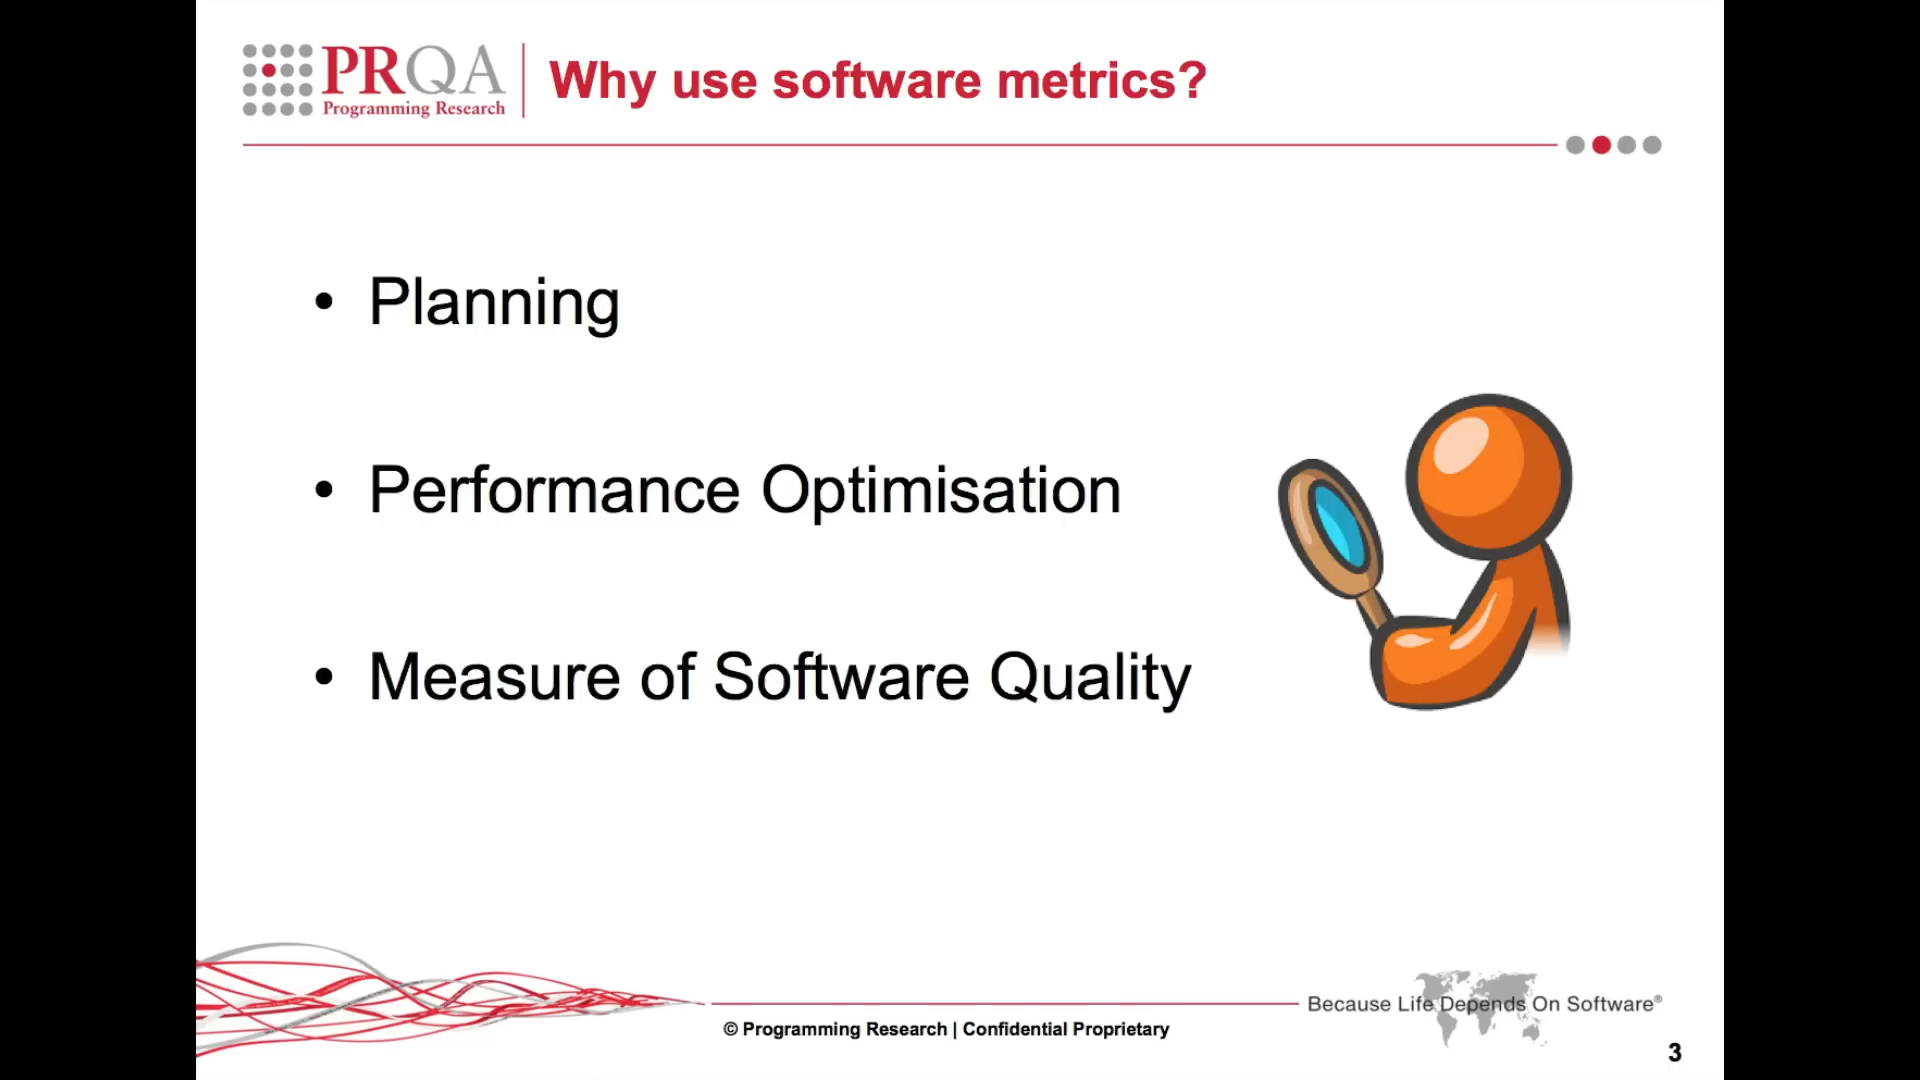 PRQA
Programming Research
Why use software metrics?
• Planning
• Performance Optimisation
• Measure of Software Quality
Because Life Depends On Software®
© Programming Research | Confidential Proprietary
3